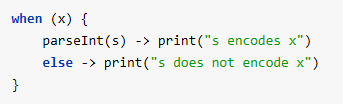 when (x) {
    parseInt(s) -> print("s encodes x")
    else -> print("s does not encode x")
}